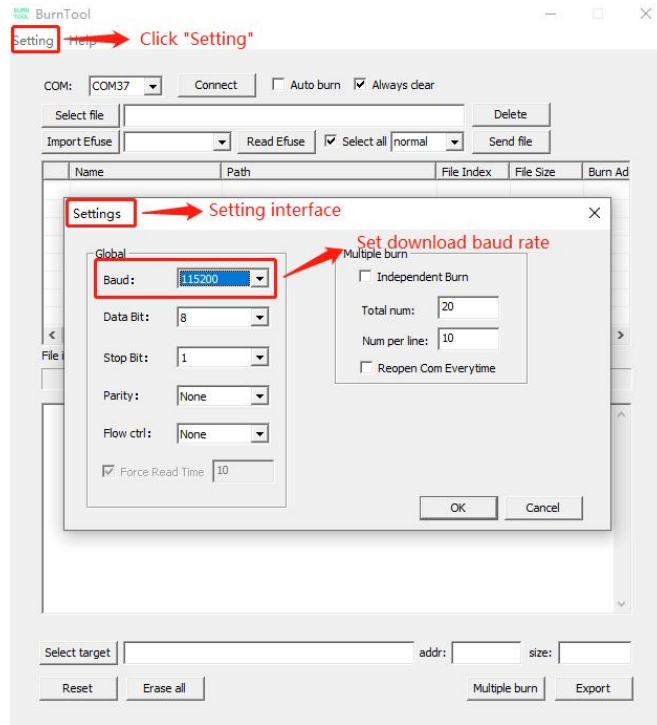 BURN TOOL BurnTool
Setting Help Click "Setting"
COM: COM37 Connect Auto burn Always clear
Select file Delete
Import Efuse Read Efuse Select all normal Send file
Name Path File Index File Size Burn Ad
Settings Setting interface
Set download baud rate
Global Multiple burn
Baud: 115200 Independent Burn
Data Bit: 8 Total num: 20
Num per line: 10
File i
Stop Bit: 1 Reopen Com Everytime
Parity: None
Flow ctrl: None
Force Read Time 10
OK Cancel
Select target addr: size:
Reset Erase all Multiple burn Export